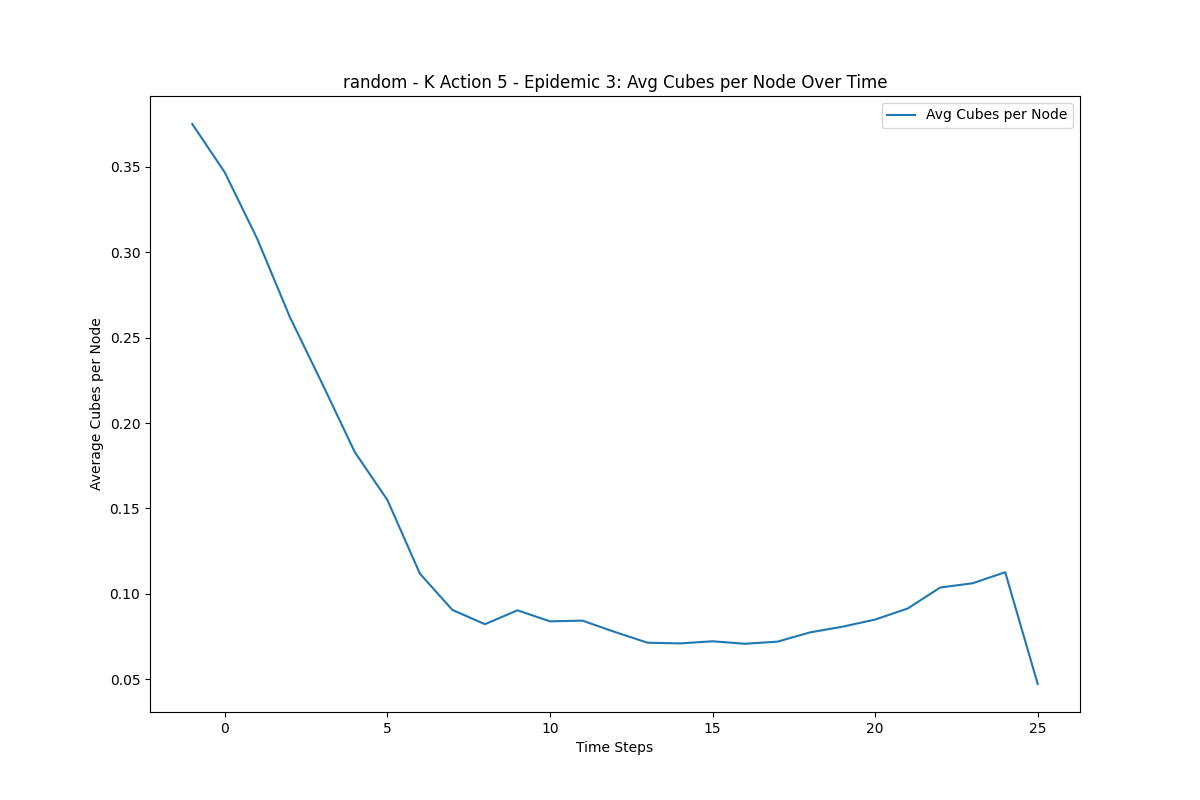 random - K Action 5 - Epidemic 3: Avg Cubes per Node Over Time
Avg Cubes per Node
Average Cubes per Node
0.35
0.30
0.25
0.20
0.15
0.10
0.05
0 5 10 15 20 25
Time Steps